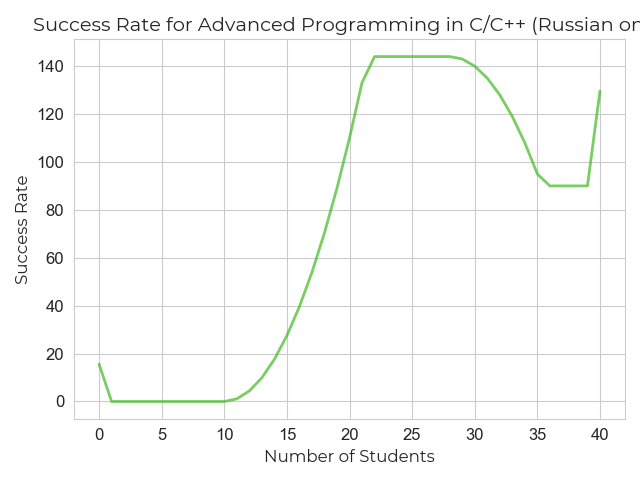 Success Rate for Advanced Programming in C/C++ (Russian on
140
120
100
80
60
40
20
0
Success Rate
0 5 10 15 20 25 30 35 40
Number of Students